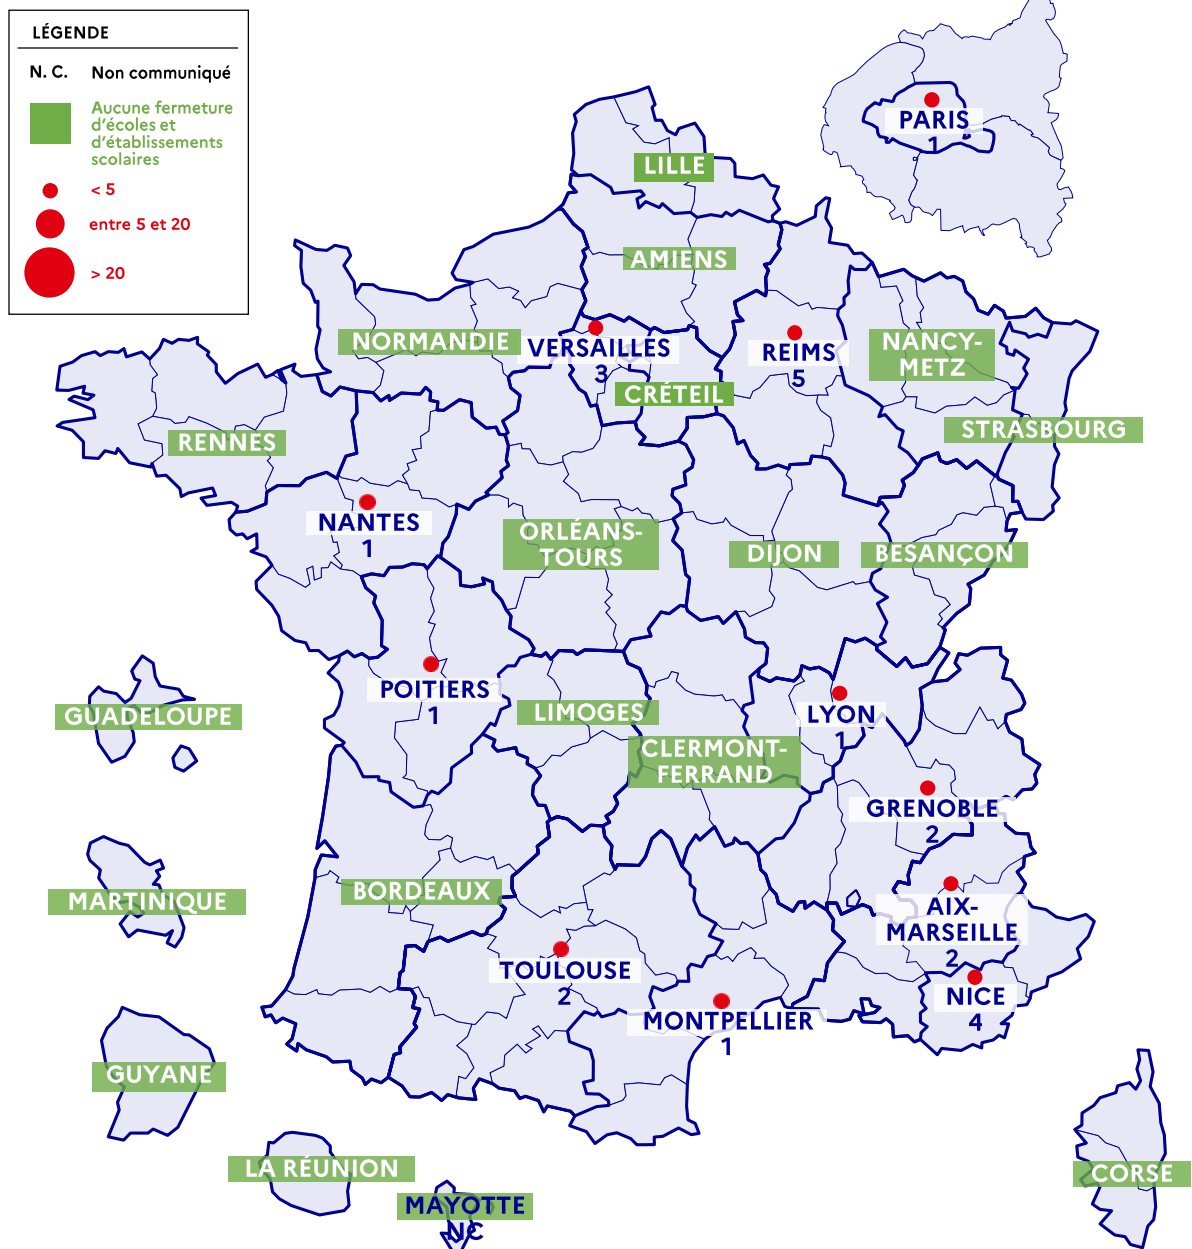 LÉGENDE
N. C. Non communiqué
Aucune fermeture
d'écoles et
d'établissements
scolaires
< 5
entre 5 et 20
> 20
PARIS
1
LILLE
AMIENS
NORMANDIE
VERSAILLES
3
REIMS
5
NANCY-
METZ
CRÉTEIL
STRASBOURG
RENNES
NANTES
1
ORLÉANS-
TOURS
DIJON
BESANÇON
POITIERS
1
LIMOGES
LYON
1
GUADELOUPE
CLERMONT-
FERRAND
GRENOBLE
2
MARTINIQUE
BORDEAUX
AIX-
MARSEILLE
2
TOULOUSE
2
NICE
4
MONTPELLIER
1
GUYANE
LA RÉUNION
MAYOTTE
NC
CORSE